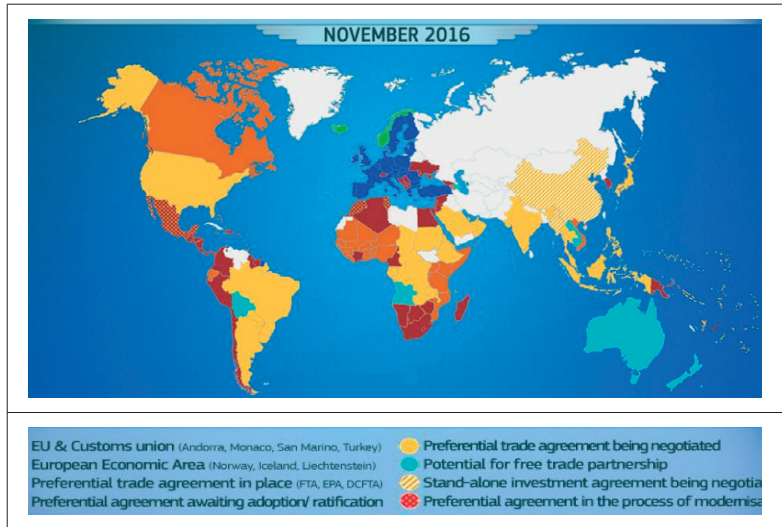 NOVEMBER 2016
EU & Customs union (Andorra, Monaco, San Marino, Turkey)
European Economic Area (Norway, Iceland, Liechtenstein)
Preferential trade agreement in place (FTA, EPA, DCFTA)
Preferential agreement awaiting adoption/ ratification
Preferential trade agreement being negotiated
Potential for free trade partnership
Stand-alone investment agreement being negotia
Preferential agreement in the process of modernisa